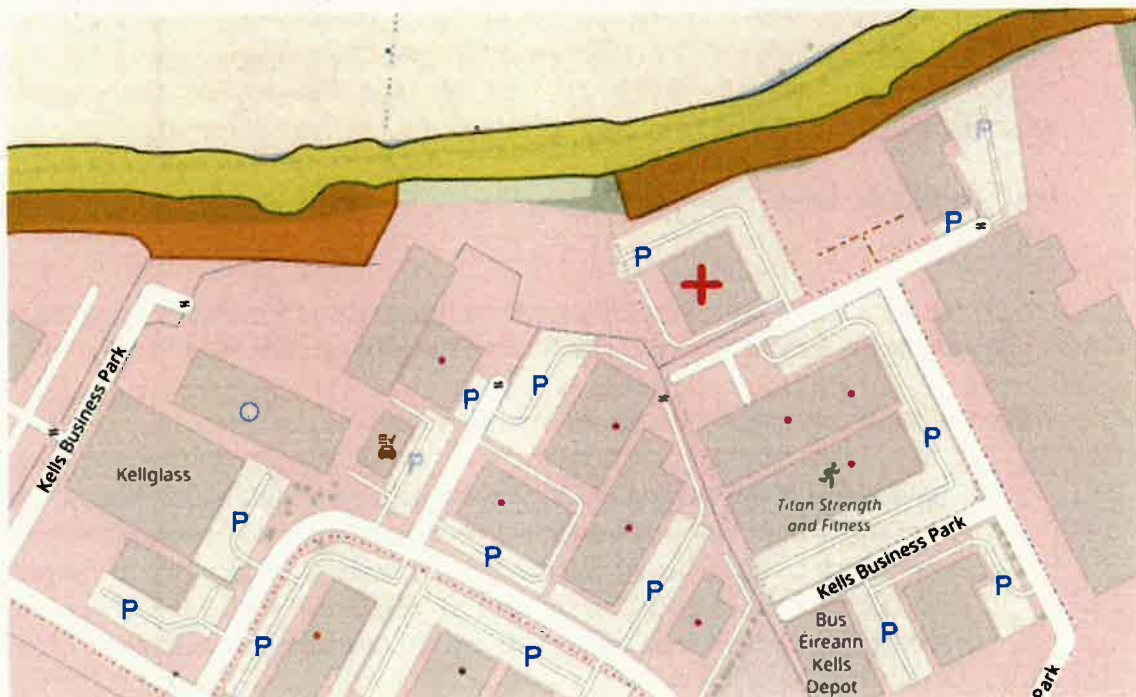 P
P
P
Kells Business Park
P
P
P
Kellglass
P
P
Titan Strength
and Fitness
P
P
Kells Business Park
P
P
P
Bus
Éireann
Kells
Depot
P
P
P
Park